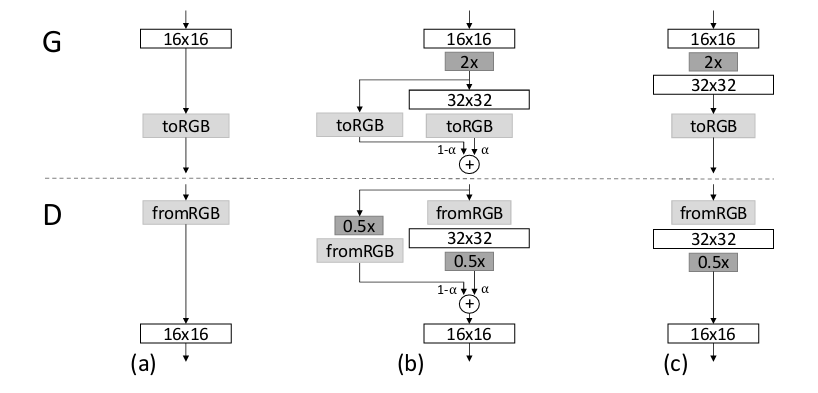 G
16x16
toRGB
16x16
2x
32x32
toRGB
toRGB
1-α
α
+
16x16
2x
32x32
toRGB
D
fromRGB
16x16
0.5x
fromRGB
fromRGB
32x32
0.5x
1-α
α
+
16x16
fromRGB
32x32
0.5x
16x16
(a)
(b)
(c)